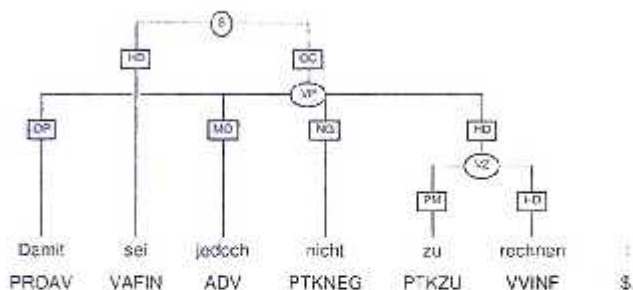 S
HD OC
VP
OP MO NG HD
VZ
PM HD
Damit sei jedoch nicht zu rechnen :
PROAV VAFIN ADV PTKNEG PTKZU VVINF $